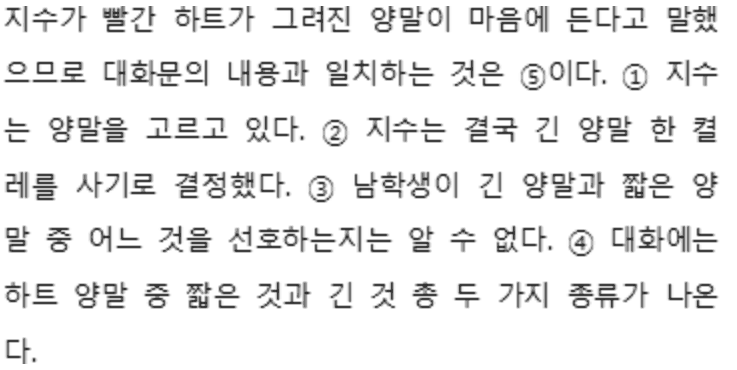 지수가 빨간 하트가 그려진 양말이 마음에 든다고 말했
으므로 대화문의 내용과 일치하는 것은 ⑤이다. ① 지수
는 양말을 고르고 있다. ② 지수는 결국 긴 양말 한 켤
레를 사기로 결정했다. ③ 남학생이 긴 양말과 짧은 양
말 중 어느 것을 선호하는지는 알 수 없다. ④ 대화에는
하트 양말 중 짧은 것과 긴 것 총 두 가지 종류가 나온
다.